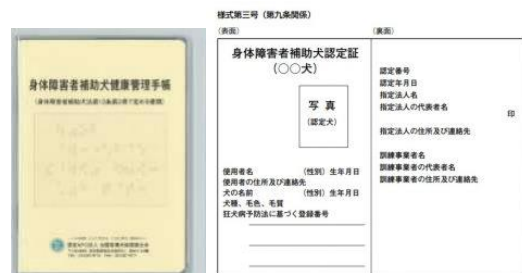 身体障害者補助犬健康管理手帳
様式第三号(第九条関係)
(表面)
身体障害者補助犬認定証
(○○犬)
写真
(認定犬)
使用者名 (性別) 生年月日
使用者の住所及び連絡先
犬の名前 (性別) 生年月日
犬種、毛色、毛質
狂犬病予防法に基づく登録番号
(裏面)
認定番号
認定年月日
指定法人名
指定法人の代表者名
印
指定法人の住所及び連絡先
訓練事業者名
訓練事業者の代表者名
訓練事業者の住所及び連絡先